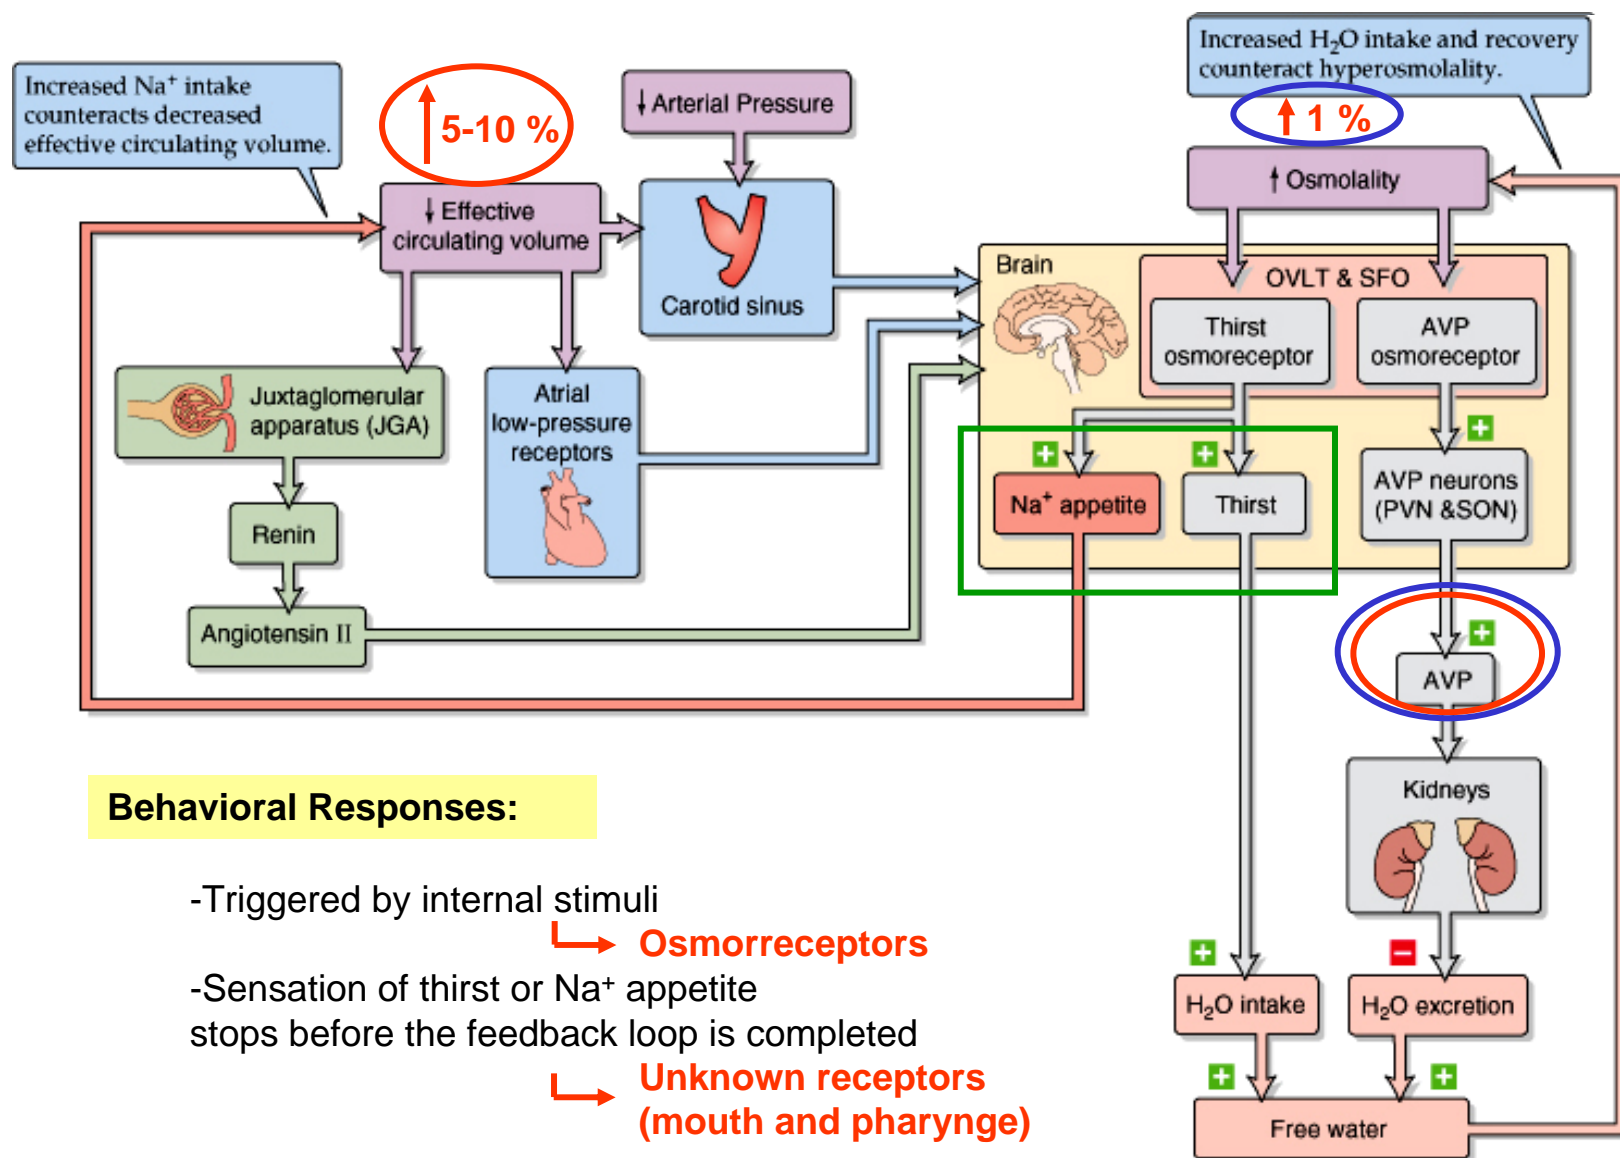 Increased Na⁺ intake
counteracts decreased
effective circulating volume.
↑ 5-10 %
↓ Arterial Pressure
Increased H₂O intake and recovery
counteract hyperosmolality.
↑ 1 %
↑ Osmolality
↓ Effective
circulating volume
Carotid sinus
Brain
OVLT & SFO
Thirst
osmoreceptor
AVP
osmoreceptor
Juxtaglomerular
apparatus (JGA)
Atrial
low-pressure
receptors
+
+
+
Na⁺ appetite
Thirst
AVP neurons
(PVN &SON)
Renin
Angiotensin II
+
AVP
Kidneys
Behavioral Responses:
-Triggered by internal stimuli
Osmorreceptors
-Sensation of thirst or Na⁺ appetite
stops before the feedback loop is completed
Unknown receptors
(mouth and pharynge)
+
−
H₂O intake
H₂O excretion
+
+
Free water